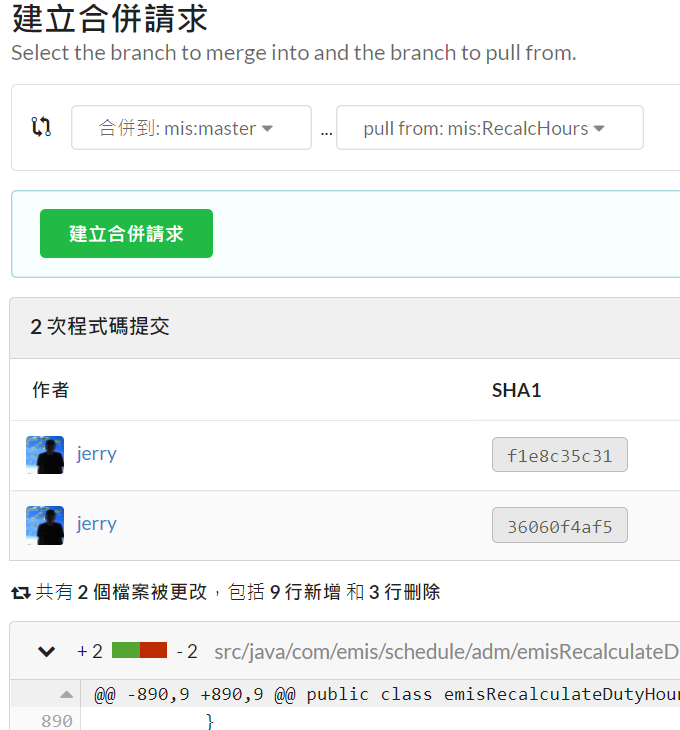 建立合併請求
Select the branch to merge into and the branch to pull from.
合併到: mis:master ... pull from: mis:RecalcHours
建立合併請求
2 次程式碼提交
作者 SHA1
jerry f1e8c35c31
jerry 36060f4af5
共有 2 個檔案被更改，包括 9 行新增 和 3 行刪除
+ 2 - 2 src/java/com/emis/schedule/adm/emisRecalculateD
@@ -890,9 +890,9 @@ public class emisRecalculateDutyHou
890 }